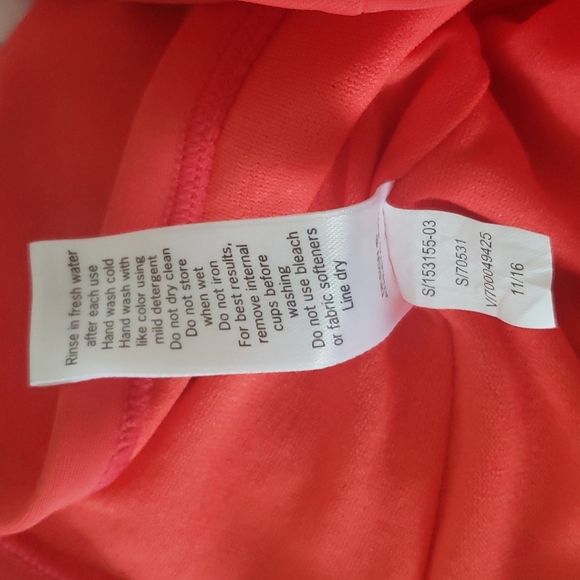 Rinse in fresh water
after each use
Hand wash cold
Hand wash with
like color using
mild detergent
Do not dry clean
Do not store
when wet
Do not iron
For best results,
remove internal
cups before
washing
Do not use bleach
or fabric softeners
Line dry
S/153155-03
S/70531
V/700049425
11/16